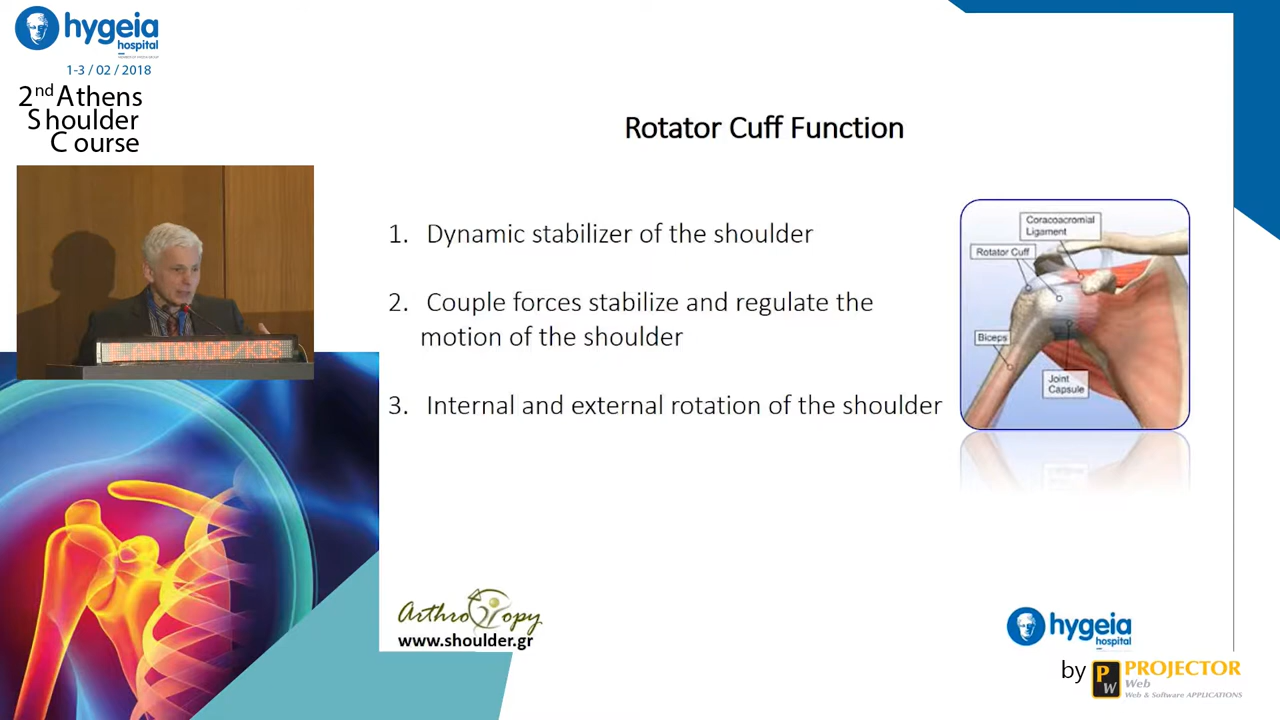 hygeia
hospital
1-3 / 02 / 2018
2nd Athens
Shoulder
Course
Rotator Cuff Function
1. Dynamic stabilizer of the shoulder
2. Couple forces stabilize and regulate the
motion of the shoulder
3. Internal and external rotation of the shoulder
Coracoacromial
Ligament
Rotator Cuff
Biceps
Joint
Capsule
www.shoulder.gr
hygeia
hospital
by PW PROJECTOR
Web
Web & Software APPLICATIONS